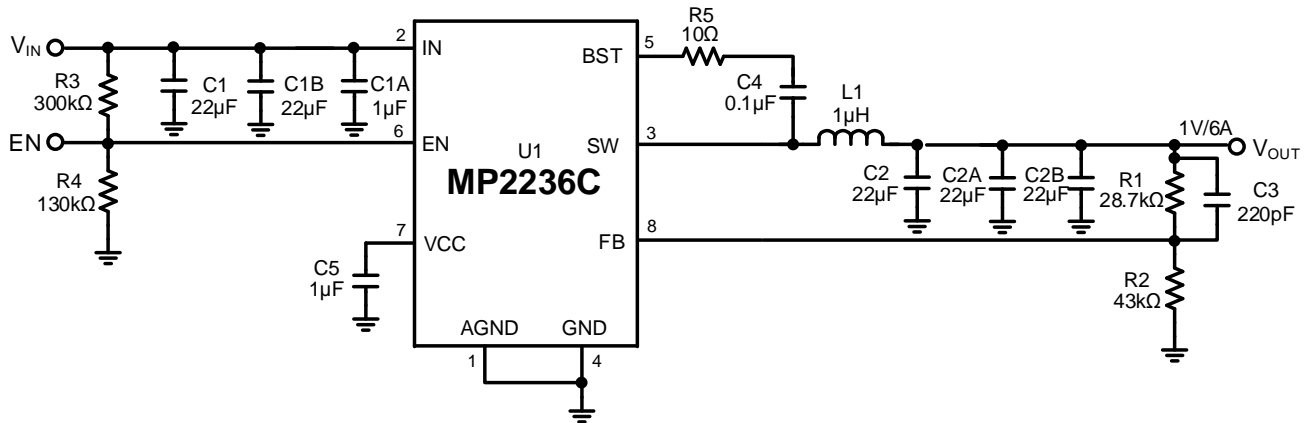 VIN
R3
300kΩ
EN
R4
130kΩ
C1
22µF
C1B
22µF
C1A
1µF
2
IN
6
EN
7
VCC
C5
1µF
U1
MP2236C
AGND
GND
1
4
BST
5
R5
10Ω
C4
0.1µF
SW
3
L1
1µH
C2
22µF
C2A
22µF
C2B
22µF
1V/6A
VOUT
R1
28.7kΩ
C3
220pF
FB
8
R2
43kΩ